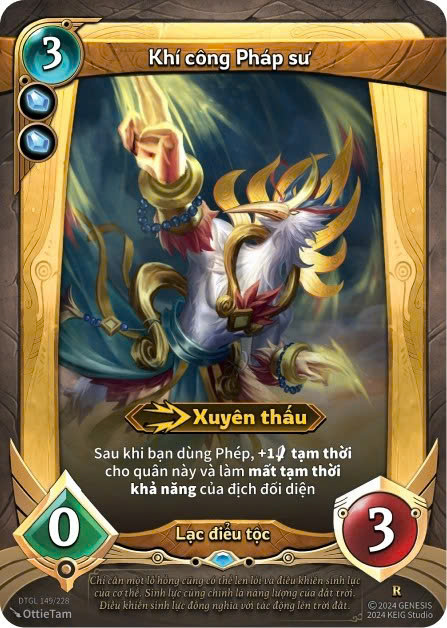 3
Khí công Pháp sư
Xuyên thấu
Sau khi bạn dùng Phép, +1 tạm thời
cho quân này và làm mất tạm thời
khả năng của địch đối diện
0
Lạc điểu tộc
3
DTGL 149/228
OttieTam
Chỉ cần một lỗ hổng cũng có thể len lỏi và điều khiển sinh lực
của cơ thể. Sinh lực cũng chính là năng lượng của đất trời.
Điều khiển sinh lực đồng nghĩa với tác động lên trời đất.
R
©2024 GENESIS
2024 KEIG Studio